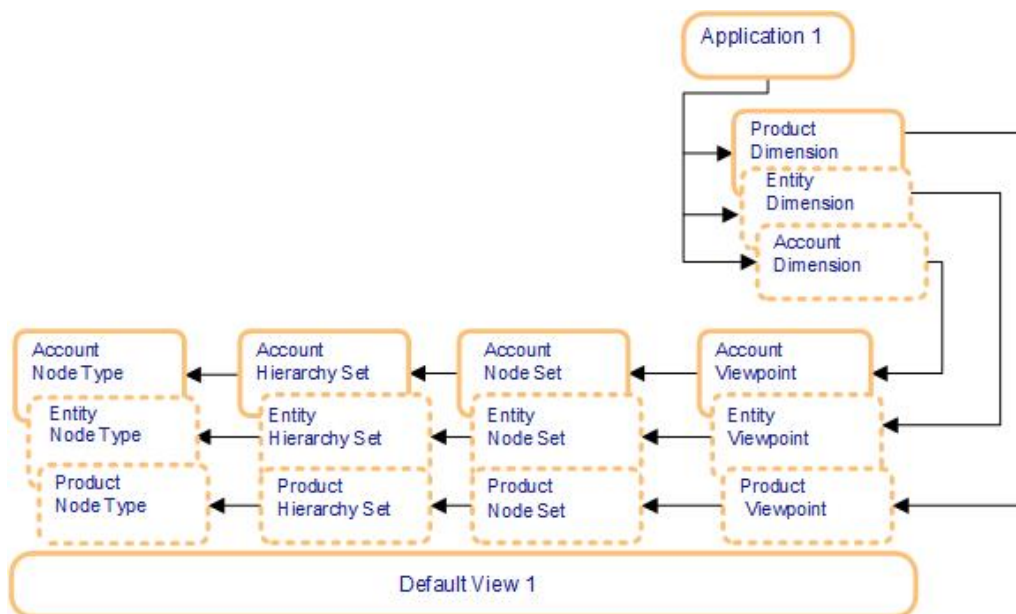 Application 1
Product
Dimension
Entity
Dimension
Account
Dimension
Account
Node Type
Account
Hierarchy Set
Account
Node Set
Account
Viewpoint
Entity
Node Type
Entity
Hierarchy Set
Entity
Node Set
Entity
Viewpoint
Product
Node Type
Product
Hierarchy Set
Product
Node Set
Product
Viewpoint
Default View 1